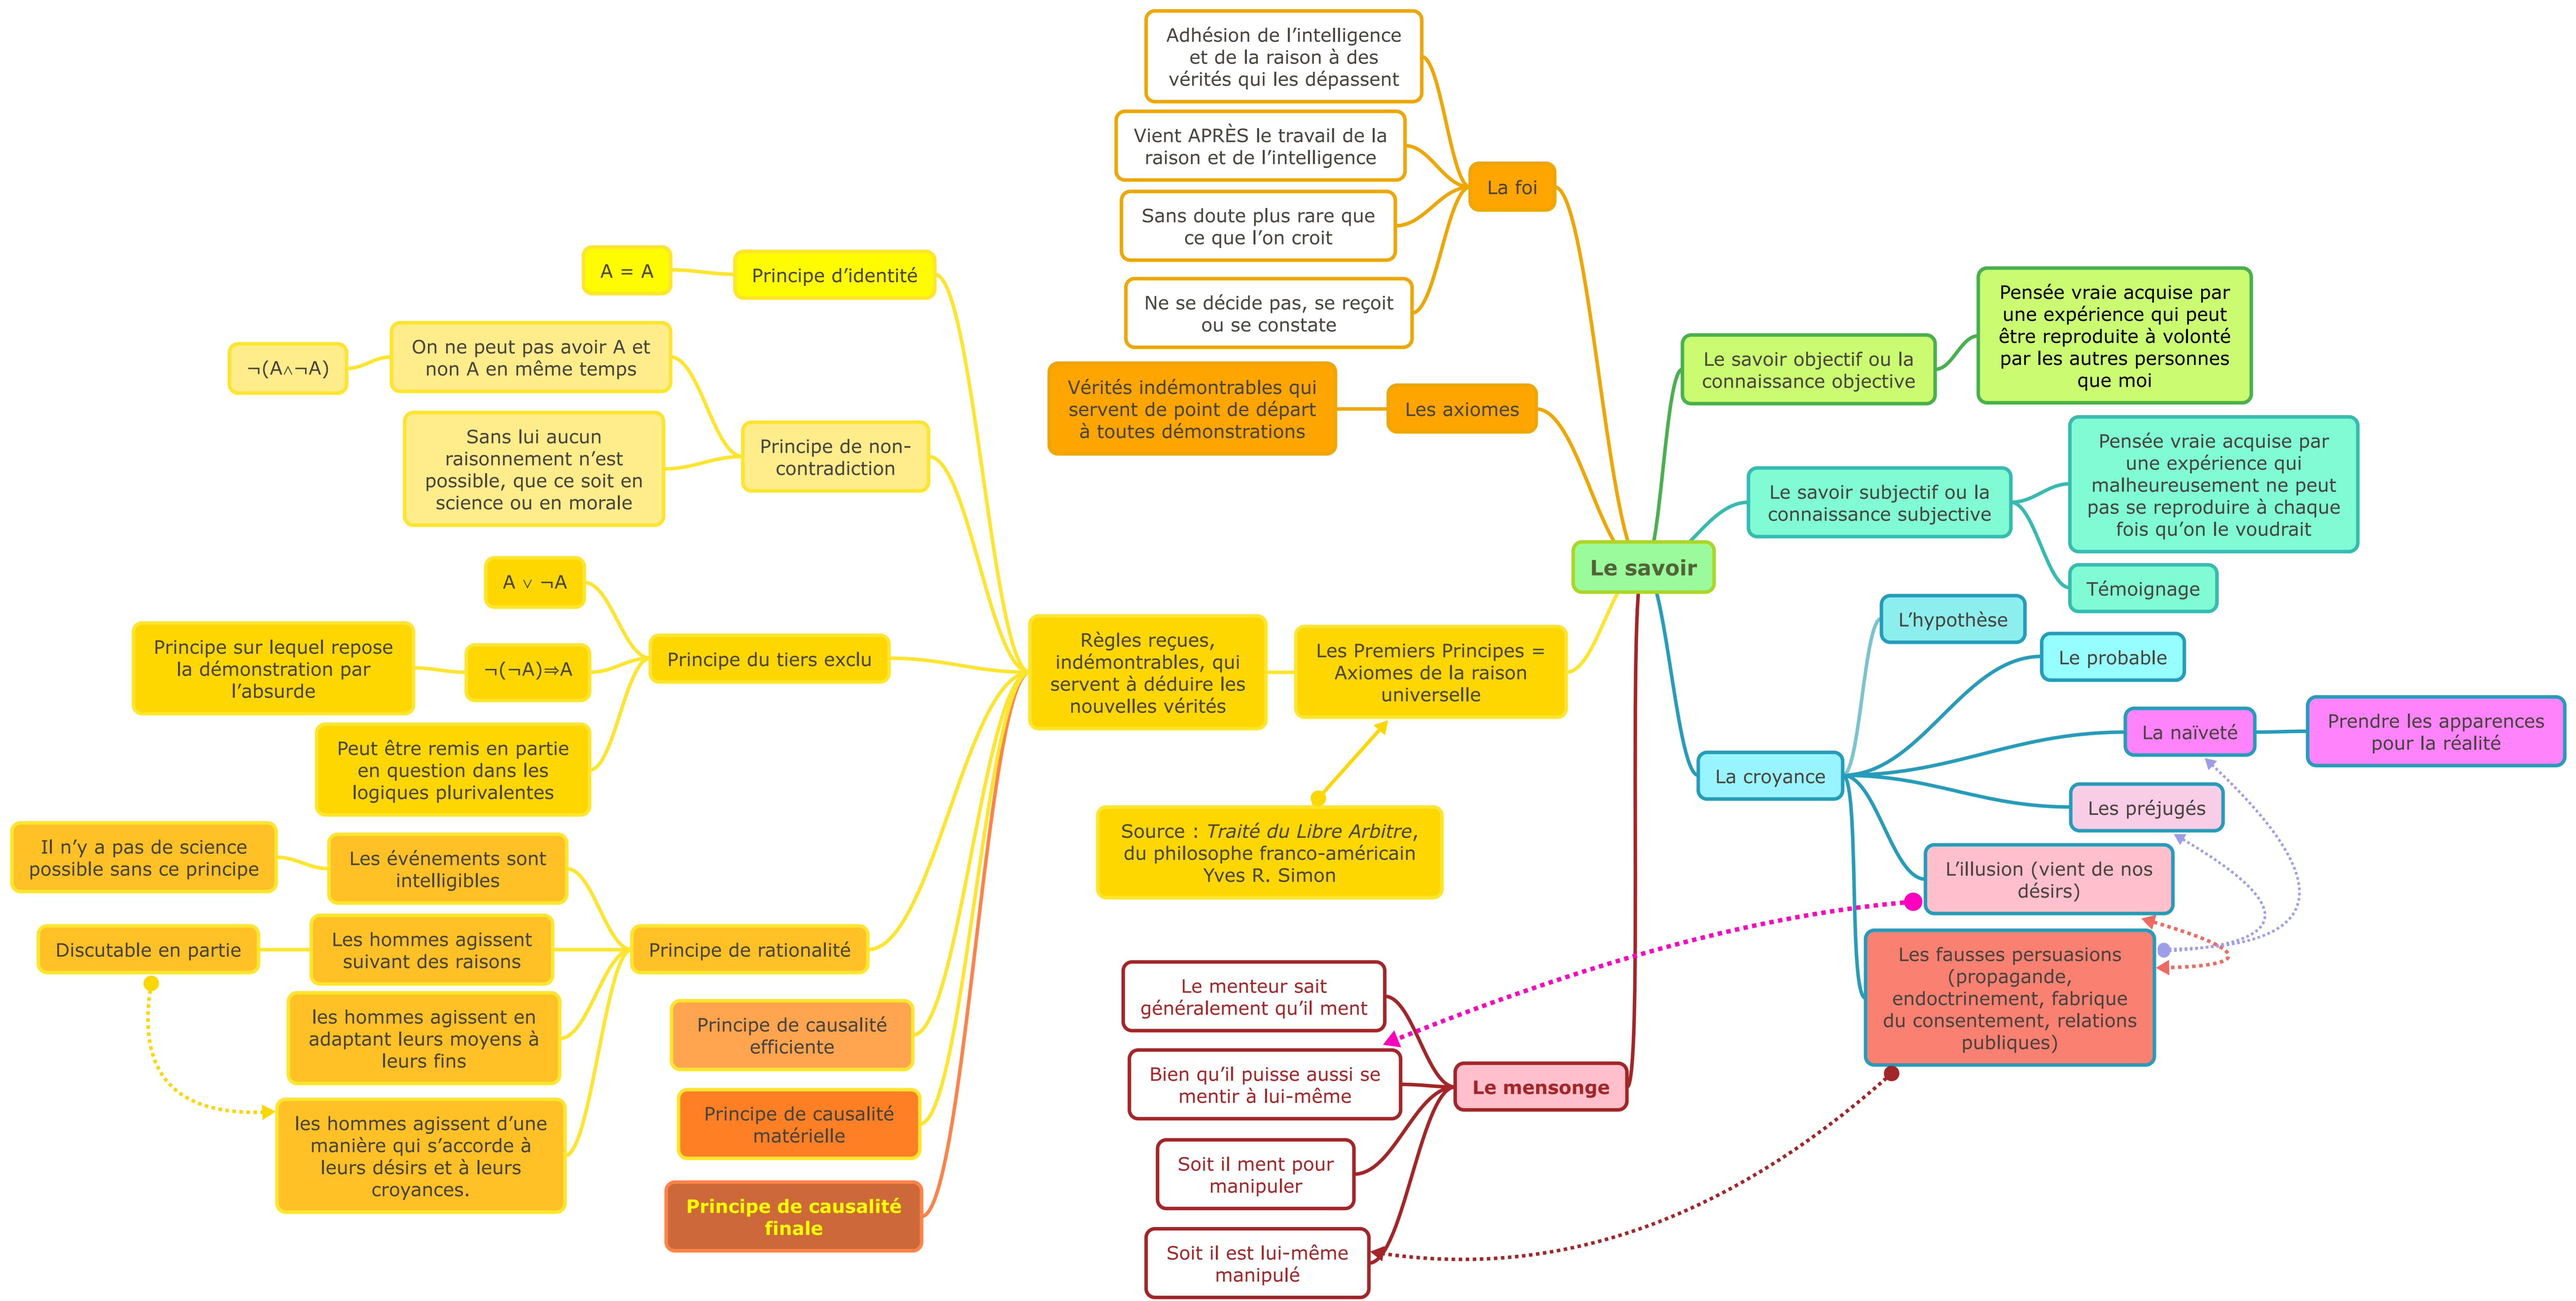 Le savoir
La foi
Adhésion de l’intelligence
et de la raison à des
vérités qui les dépassent
Vient APRÈS le travail de la
raison et de l’intelligence
Sans doute plus rare que
ce que l’on croit
Ne se décide pas, se reçoit
ou se constate
Les axiomes
Vérités indémontrables qui
servent de point de départ
à toutes démonstrations
Les Premiers Principes =
Axiomes de la raison
universelle
Source : Traité du Libre Arbitre,
du philosophe franco-américain
Yves R. Simon
Règles reçues,
indémontrables, qui
servent à déduire les
nouvelles vérités
Principe d’identité
A = A
Principe de non-
contradiction
On ne peut pas avoir A et
non A en même temps
¬(A∧¬A)
Sans lui aucun
raisonnement n’est
possible, que ce soit en
science ou en morale
Principe du tiers exclu
A ∨ ¬A
¬(¬A)⇒A
Principe sur lequel repose
la démonstration par
l’absurde
Peut être remis en partie
en question dans les
logiques plurivalentes
Principe de rationalité
Les événements sont
intelligibles
Il n’y a pas de science
possible sans ce principe
Les hommes agissent
suivant des raisons
Discutable en partie
les hommes agissent en
adaptant leurs moyens à
leurs fins
les hommes agissent d’une
manière qui s’accorde à
leurs désirs et à leurs
croyances.
Principe de causalité
efficiente
Principe de causalité
matérielle
Principe de causalité
finale
Le savoir objectif ou la
connaissance objective
Pensée vraie acquise par
une expérience qui peut
être reproduite à volonté
par les autres personnes
que moi
Le savoir subjectif ou la
connaissance subjective
Pensée vraie acquise par
une expérience qui
malheureusement ne peut
pas se reproduire à chaque
fois qu’on le voudrait
Témoignage
La croyance
L’hypothèse
Le probable
La naïveté
Prendre les apparences
pour la réalité
Les préjugés
L’illusion (vient de nos
désirs)
Les fausses persuasions
(propagande,
endoctrinement, fabrique
du consentement, relations
publiques)
Le mensonge
Le menteur sait
généralement qu’il ment
Bien qu’il puisse aussi se
mentir à lui-même
Soit il ment pour
manipuler
Soit il est lui-même
manipulé